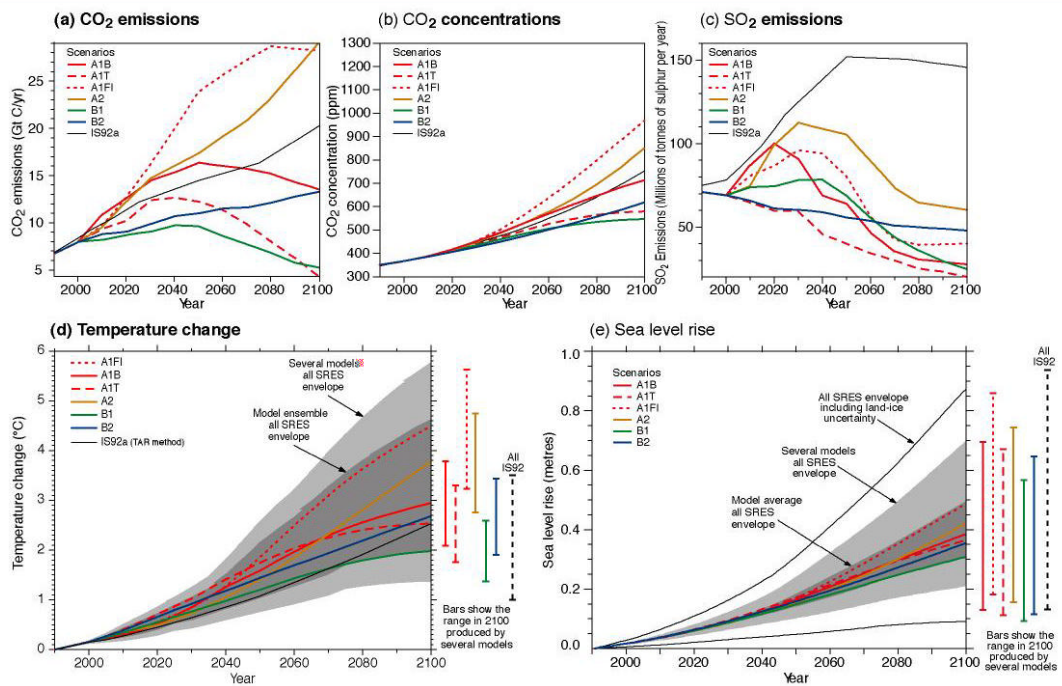 (a) CO2 emissions
Scenarios
A1B
A1T
A1FI
A2
B1
B2
IS92a
CO2 emissions (Gt C/yr)
25
20
15
10
5
2000 2020 2040 2060 2080 2100
Year
(b) CO2 concentrations
Scenarios
A1B
A1T
A1FI
A2
B1
B2
IS92a
CO2 concentration (ppm)
1300
1200
1100
1000
900
800
700
600
500
400
300
2000 2020 2040 2060 2080 2100
Year
(c) SO2 emissions
Scenarios
A1B
A1T
A1FI
A2
B1
B2
IS92a
SO2 Emissions (Millions of tonnes of sulphur per year)
150
100
50
2000 2020 2040 2060 2080 2100
Year
(d) Temperature change
A1FI
A1B
A1T
A2
B1
B2
IS92a (TAR method)
Several models
all SRES
envelope
Model ensemble
all SRES
envelope
Temperature change (°C)
6
5
4
3
2
1
0
2000 2020 2040 2060 2080 2100
Year
All
IS92
Bars show the
range in 2100
produced by
several models
(e) Sea level rise
Scenarios
A1B
A1T
A1FI
A2
B1
B2
All SRES envelope
including land-ice
uncertainty
Several models
all SRES
envelope
Model average
all SRES
envelope
Sea level rise (metres)
1.0
0.8
0.6
0.4
0.2
0.0
2000 2020 2040 2060 2080 2100
Year
All
IS92
Bars show the
range in 2100
produced by
several models